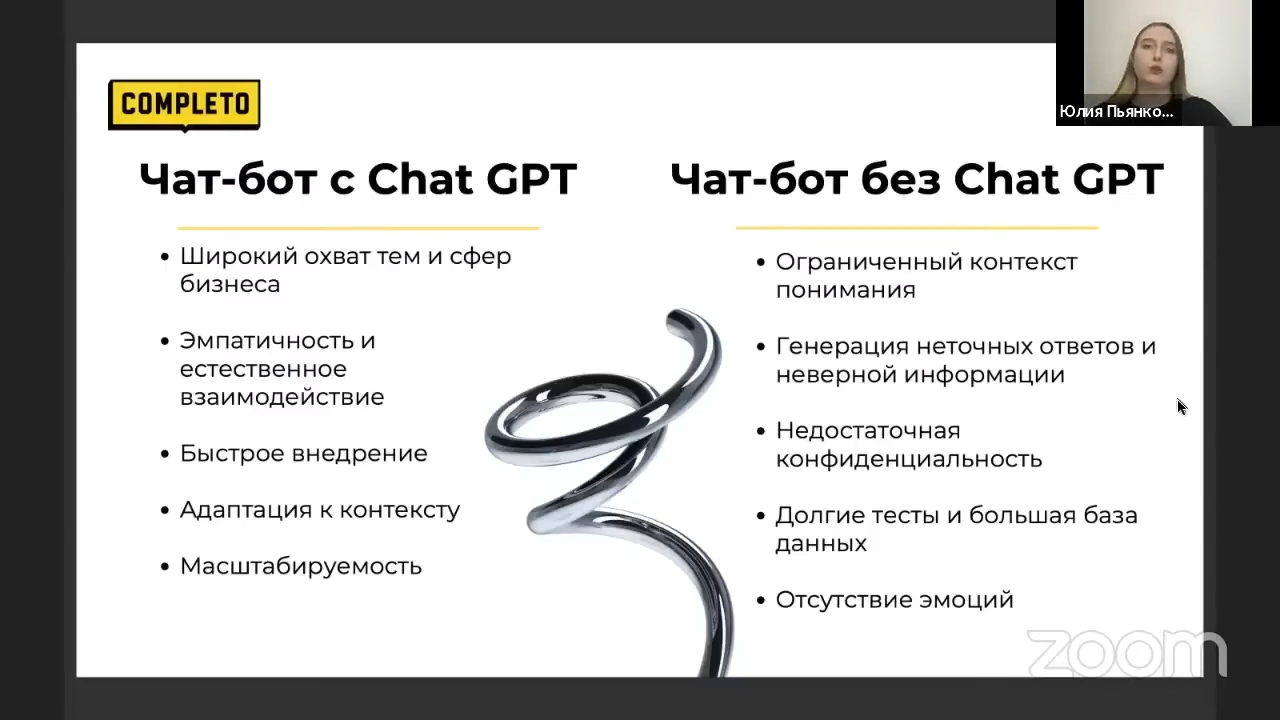 COMPLETO
Юлия Пьянко...
Чат-бот с Chat GPT
Широкий охват тем и сфер
бизнеса
Эмпатичность и
естественное
взаимодействие
Быстрое внедрение
Адаптация к контексту
Масштабируемость
Чат-бот без Chat GPT
Ограниченный контекст
понимания
Генерация неточных ответов и
неверной информации
Недостаточная
конфиденциальность
Долгие тесты и большая база
данных
Отсутствие эмоций
zoom